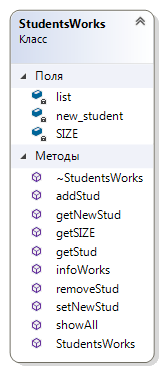 StudentsWorks
Класс
Поля
list
new_student
SIZE
Методы
~StudentsWorks
addStud
getNewStud
getSIZE
getStud
infoWorks
removeStud
setNewStud
showAll
StudentsWorks